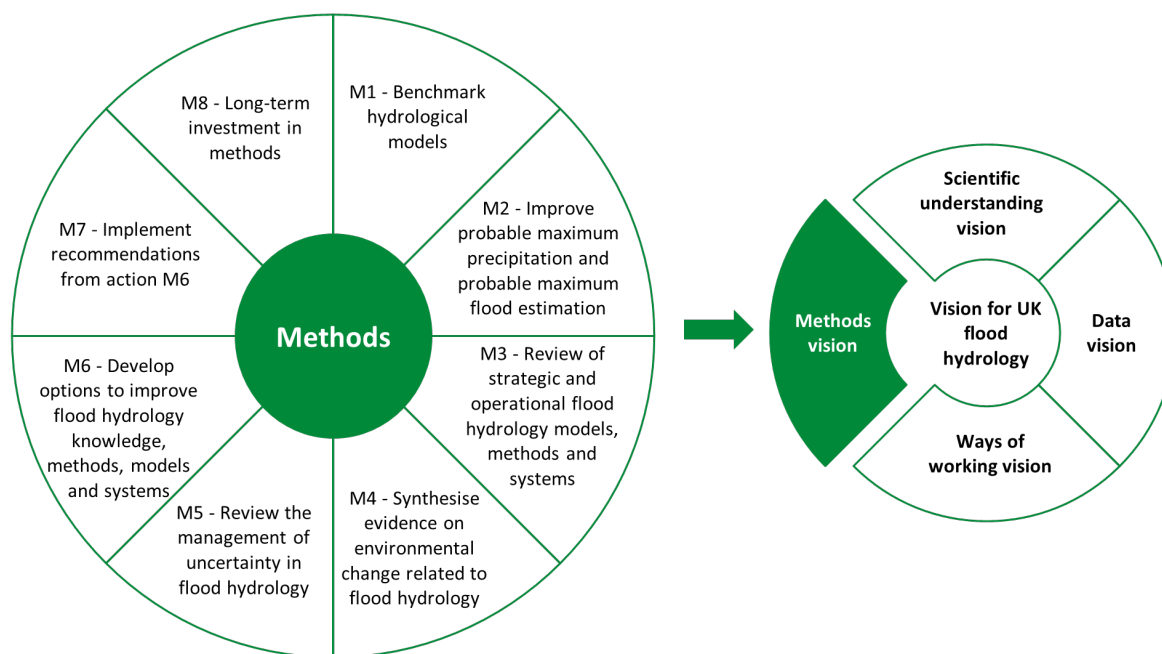 M1 - Benchmark
hydrological
models
M2 - Improve
probable maximum
precipitation and
probable maximum
flood estimation
M3 - Review of
strategic and
operational flood
hydrology models,
methods and
systems
M4 - Synthesise
evidence on
environmental
change related to
flood hydrology
M5 - Review the
management of
uncertainty in
flood hydrology
M6 - Develop
options to improve
flood hydrology
knowledge,
methods, models
and systems
M7 - Implement
recommendations
from action M6
M8 - Long-term
investment in
methods
Methods
Scientific
understanding
vision
Methods
vision
Vision for UK
flood
hydrology
Data
vision
Ways of
working vision